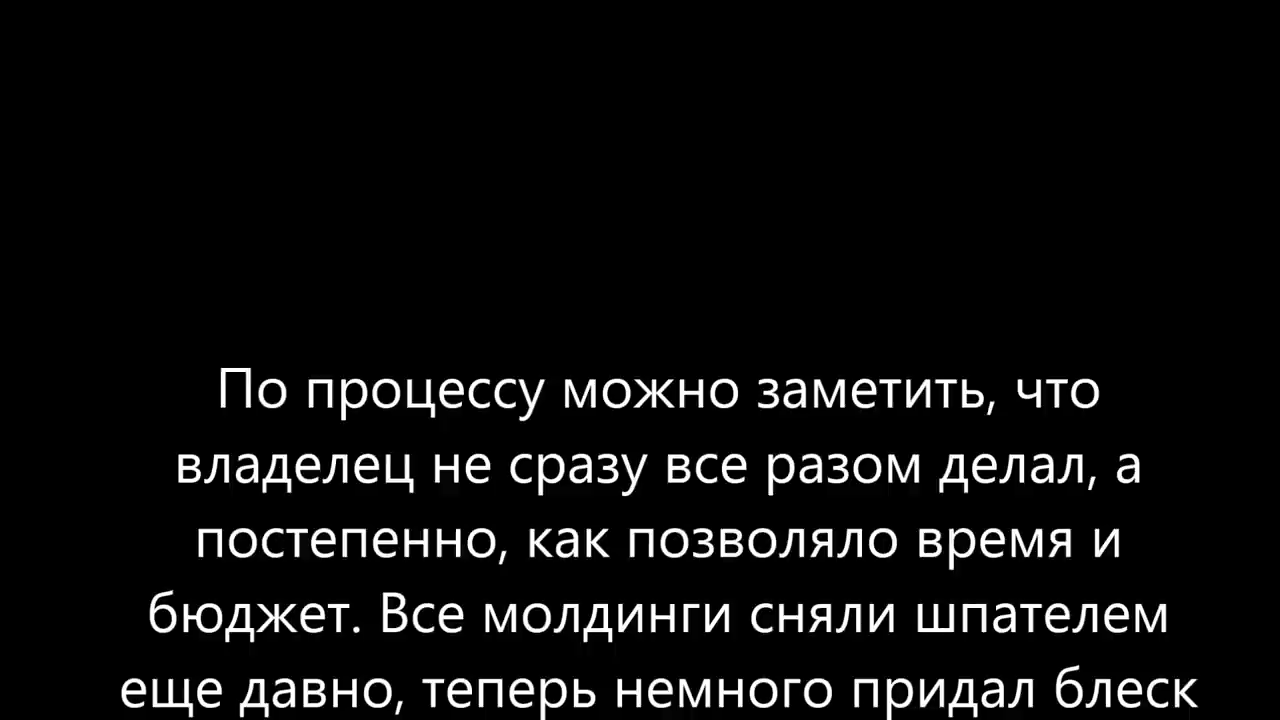 По процессу можно заметить, что
владелец не сразу все разом делал, а
постепенно, как позволяло время и
бюджет. Все молдинги сняли шпателем
еще давно, теперь немного придал блеск